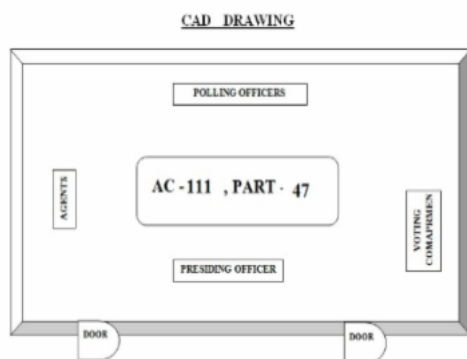 CAD DRAWING
POLLING OFFICERS
AGENTS
AC-111 , PART- 47
VOTING
COMAPRMEN
PRESIDING OFFICER
DOOR
DOOR